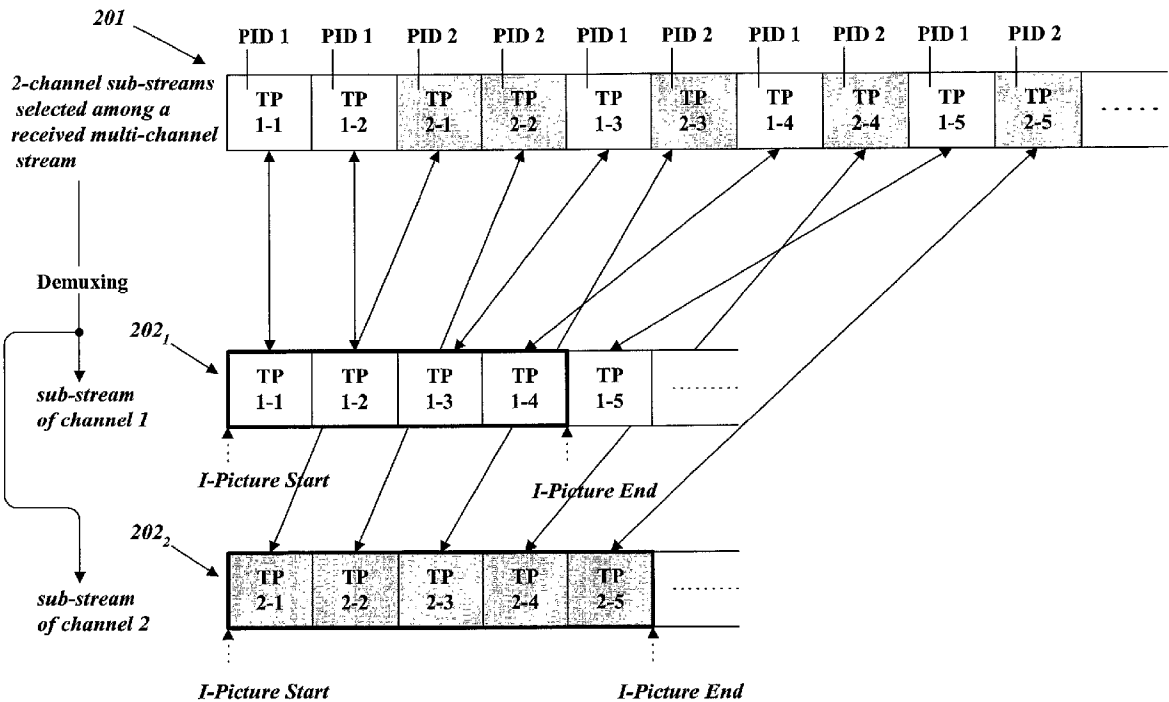 201
PID 1 PID 1 PID 2 PID 2 PID 1 PID 2 PID 1 PID 2 PID 1 PID 2
2-channel sub-streams
selected among a
received multi-channel
stream
TP TP TP TP TP TP TP TP TP TP
1-1 1-2 2-1 2-2 1-3 2-3 1-4 2-4 1-5 2-5
.....
Demuxing
202₁
TP TP TP TP TP
1-1 1-2 1-3 1-4 1-5
..........
sub-stream
of channel 1
I-Picture Start
I-Picture End
202₂
TP TP TP TP TP
2-1 2-2 2-3 2-4 2-5
..........
sub-stream
of channel 2
I-Picture Start
I-Picture End